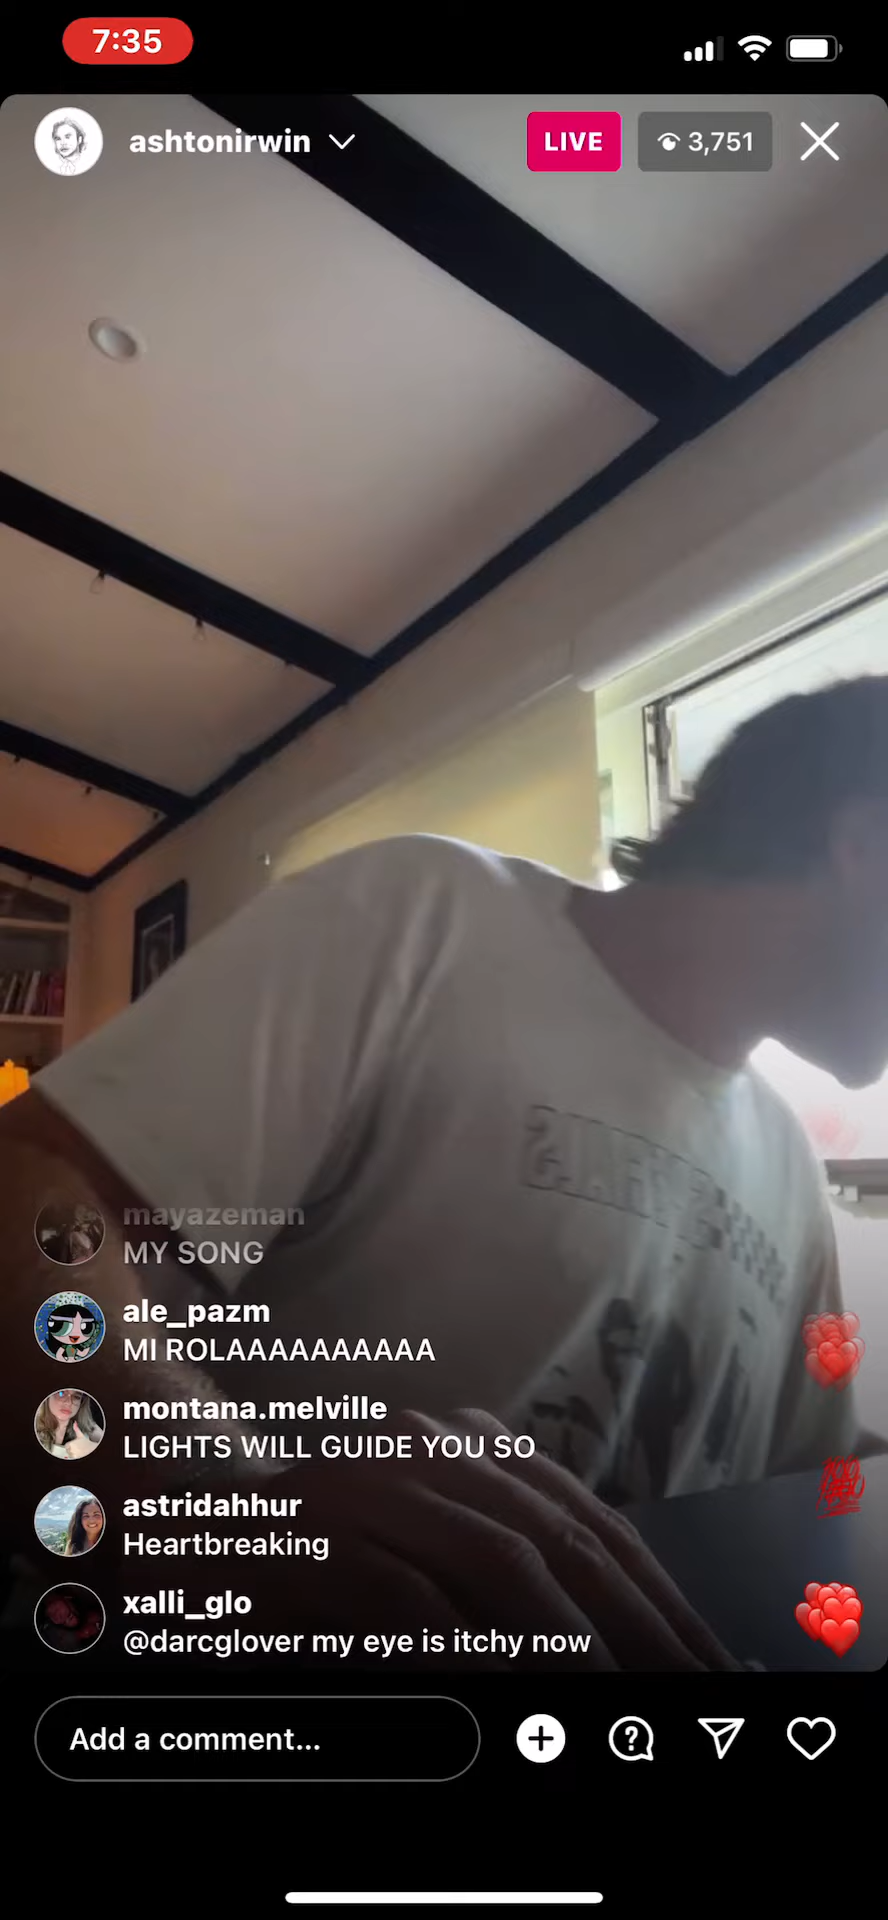 7:35
ashtonirwin
LIVE
3,751
mayazeman
MY SONG
ale_pazm
MI ROLAAAAAAAAAA
montana.melville
LIGHTS WILL GUIDE YOU SO
astridahhur
Heartbreaking
xalli_glo
@darcglover my eye is itchy now
Add a comment...